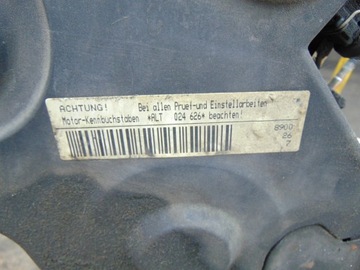 ACHTUNG! Bei allen Pruef-und Einstellarbeiten
Motor-Kennbuchstaben *ALT 024 626* beachten!
8900
26
7